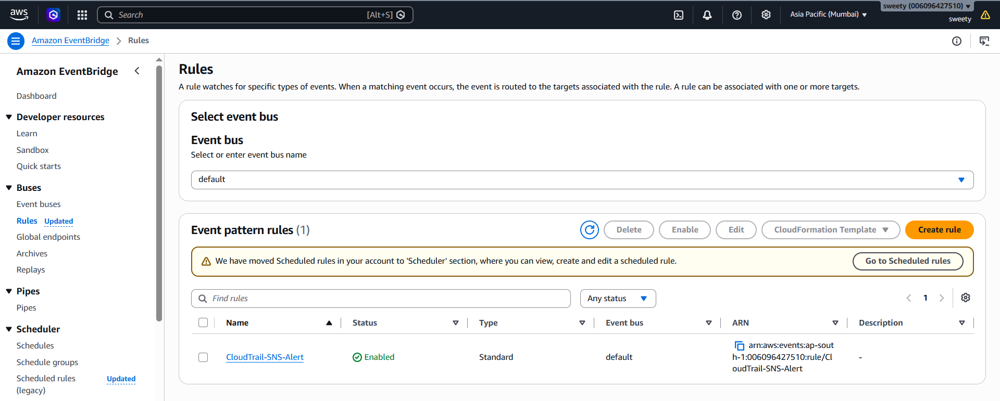 aws
Search
[Alt+S]
Asia Pacific (Mumbai)
sweety (006096427510)
sweety
Amazon EventBridge
Rules
Amazon EventBridge
Dashboard
Developer resources
Learn
Sandbox
Quick starts
Buses
Event buses
Rules Updated
Global endpoints
Archives
Replays
Pipes
Pipes
Scheduler
Schedules
Schedule groups
Scheduled rules Updated
(legacy)
Rules
A rule watches for specific types of events. When a matching event occurs, the event is routed to the targets associated with the rule. A rule can be associated with one or more targets.
Select event bus
Event bus
Select or enter event bus name
default
Event pattern rules (1)
Delete
Enable
Edit
CloudFormation Template
Create rule
We have moved Scheduled rules in your account to 'Scheduler' section, where you can view, create and edit a scheduled rule.
Go to Scheduled rules
Find rules
Any status
1
Name Status Type Event bus ARN Description
CloudTrail-SNS-Alert Enabled Standard default
arn:aws:events:ap-sout
h-1:006096427510:rule/Cl
oudTrail-SNS-Alert
-